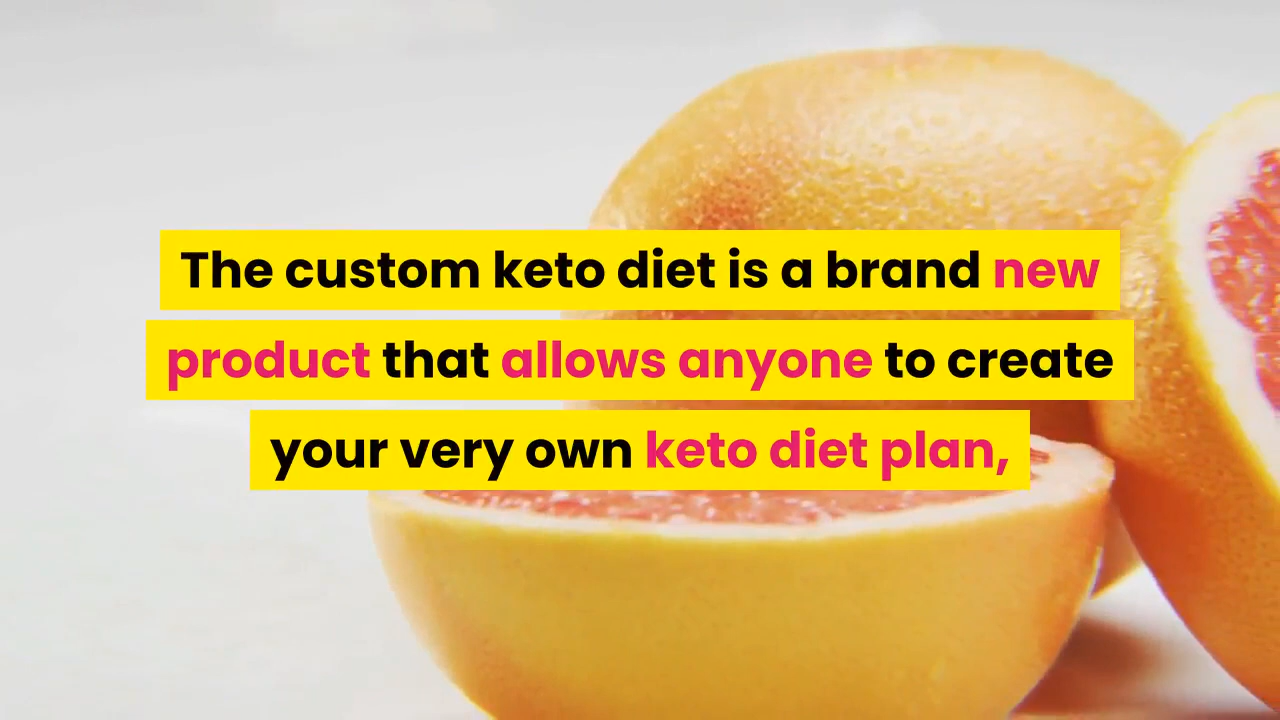 The custom keto diet is a brand new
product that allows anyone to create
your very own keto diet plan,